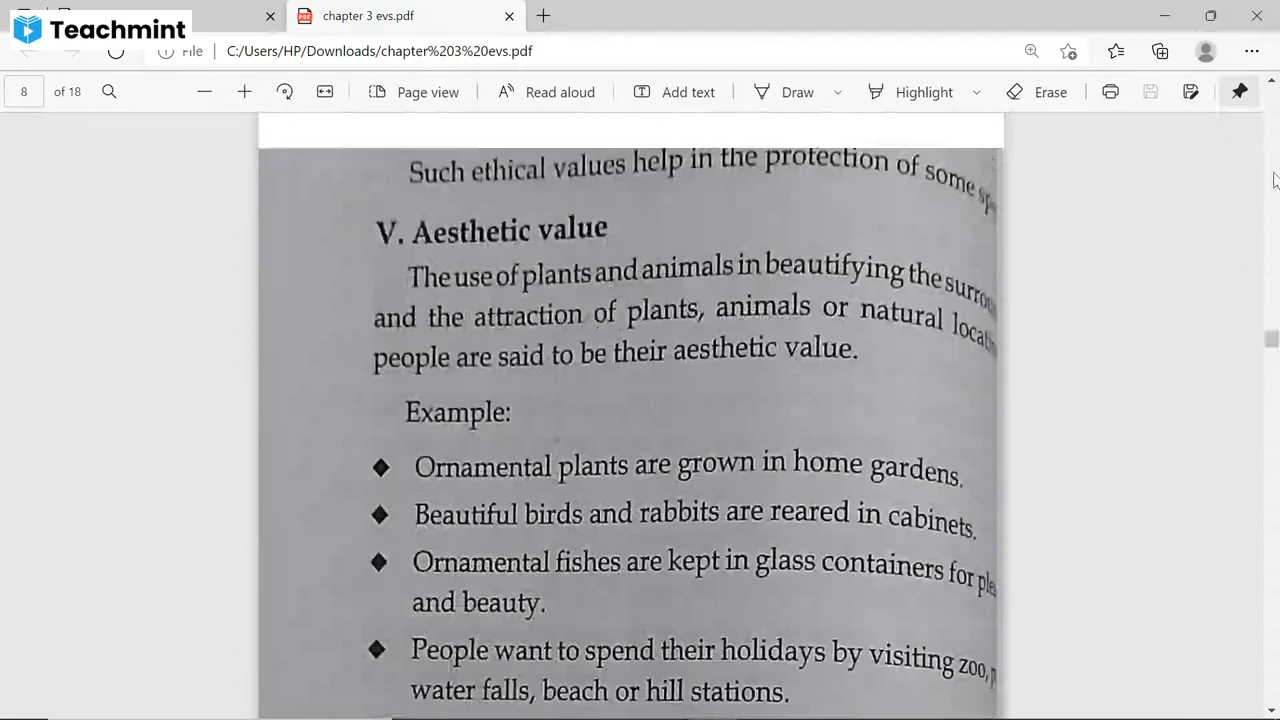 Teachmint
chapter 3 evs.pdf
File
C:/Users/HP/Downloads/chapter%203%20evs.pdf
8 of 18
Page view
Read aloud
Add text
Draw
Highlight
Erase
Such ethical values help in the protection of some
V. Aesthetic value
The use of plants and animals in beautifying the
and the attraction of plants, animals or natural
people are said to be their aesthetic value.
Example:
◆ Ornamental plants are grown in home gardens.
◆ Beautiful birds and rabbits are reared in cabinets.
◆ Ornamental fishes are kept in glass containers for
and beauty.
◆ People want to spend their holidays by visiting zoo,
water falls, beach or hill stations.